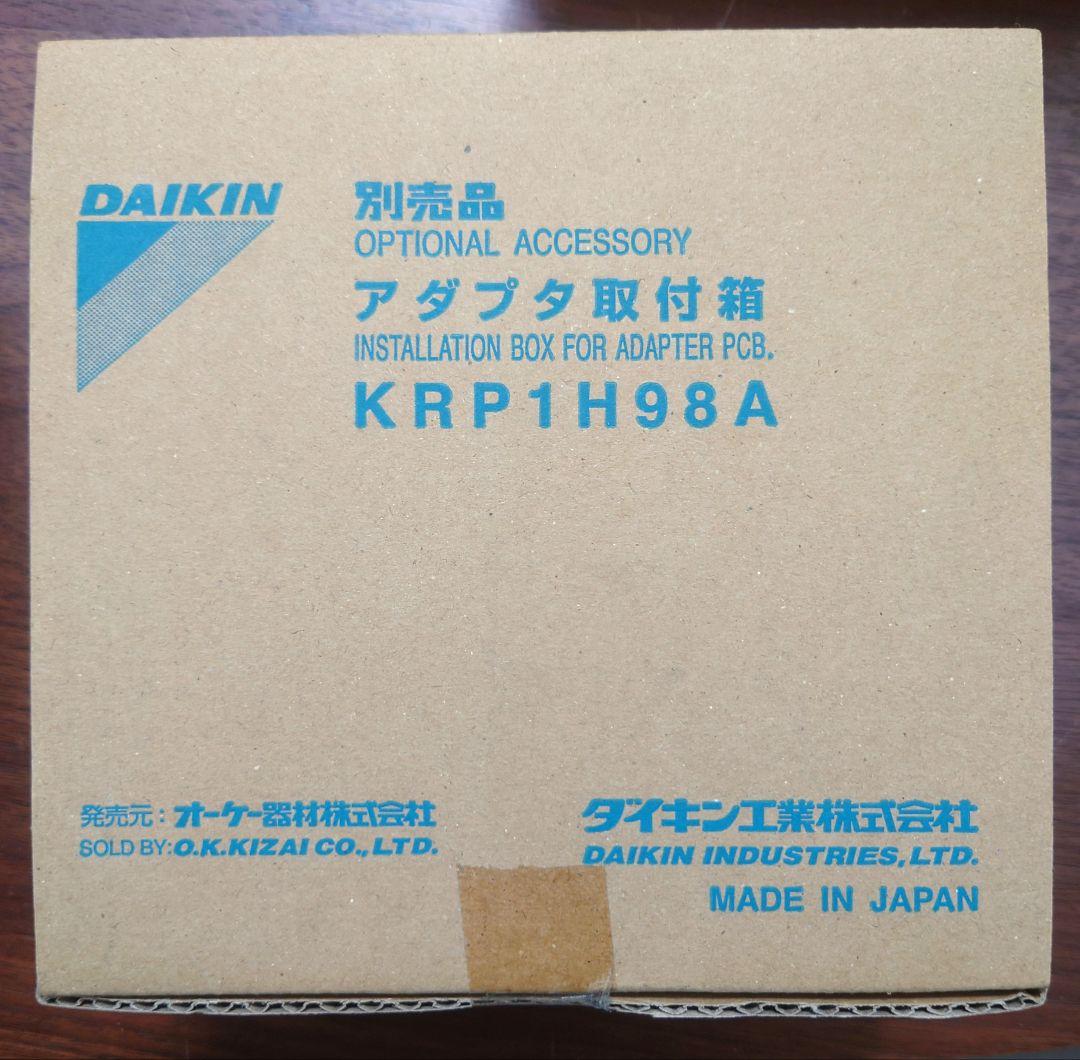 DAIKIN
別売品
OPTIONAL ACCESSORY
アダプタ取付箱
INSTALLATION BOX FOR ADAPTER PCB.
KRP1H98A
発売元:オーケー器材株式会社
SOLD BY:O.K.KIZAI CO.,LTD.
ダイキン工業株式会社
DAIKIN INDUSTRIES,LTD.
MADE IN JAPAN